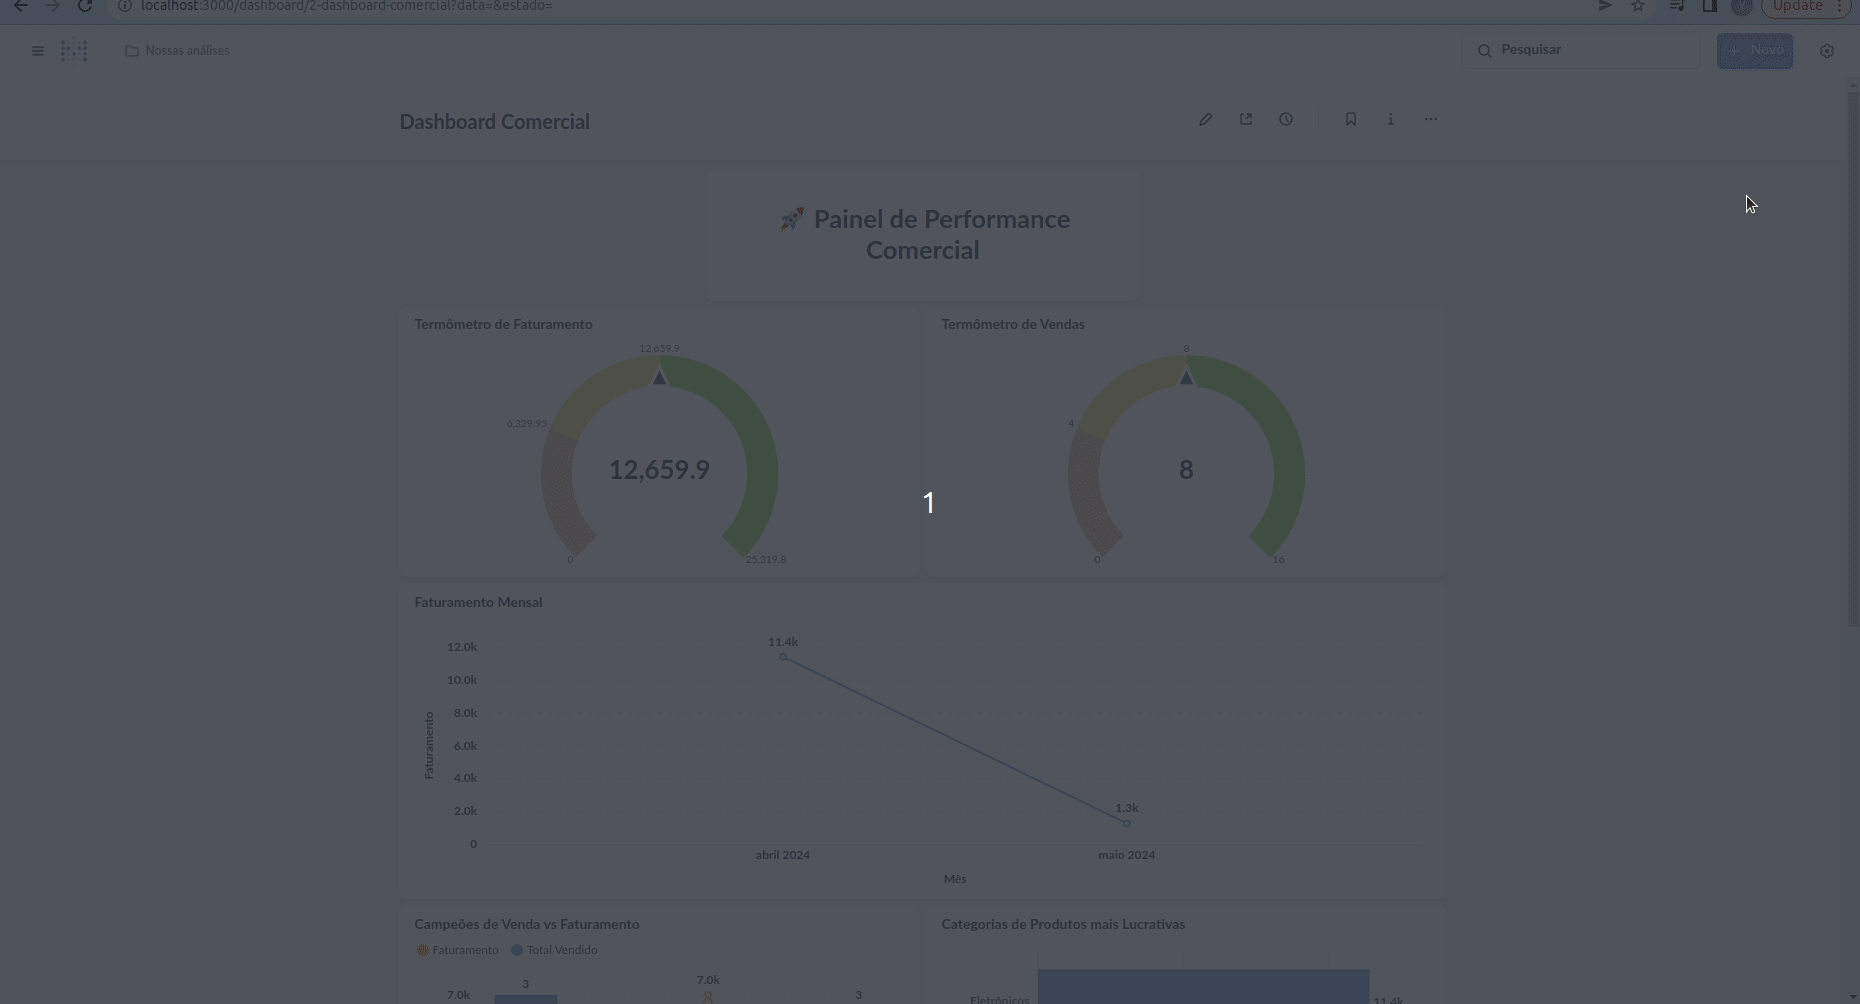 localhost:3000/dashboard/2-dashboard-comercial?data=&estado=
Update
Nossas análises
Pesquisar
+ Novo
Dashboard Comercial
🚀 Painel de Performance
Comercial
Termômetro de Faturamento
12,659.9
6,329.95
12,659.9
0
25,319.8
Termômetro de Vendas
8
4
8
0
16
1
Faturamento Mensal
12.0k
10.0k
8.0k
6.0k
4.0k
2.0k
0
Faturamento
11.4k
1.3k
abril 2024
maio 2024
Mês
Campeões de Venda vs Faturamento
Faturamento
Total Vendido
7.0k
3
7.0k
3
Categorias de Produtos mais Lucrativas
Eletrônicos
11.4k